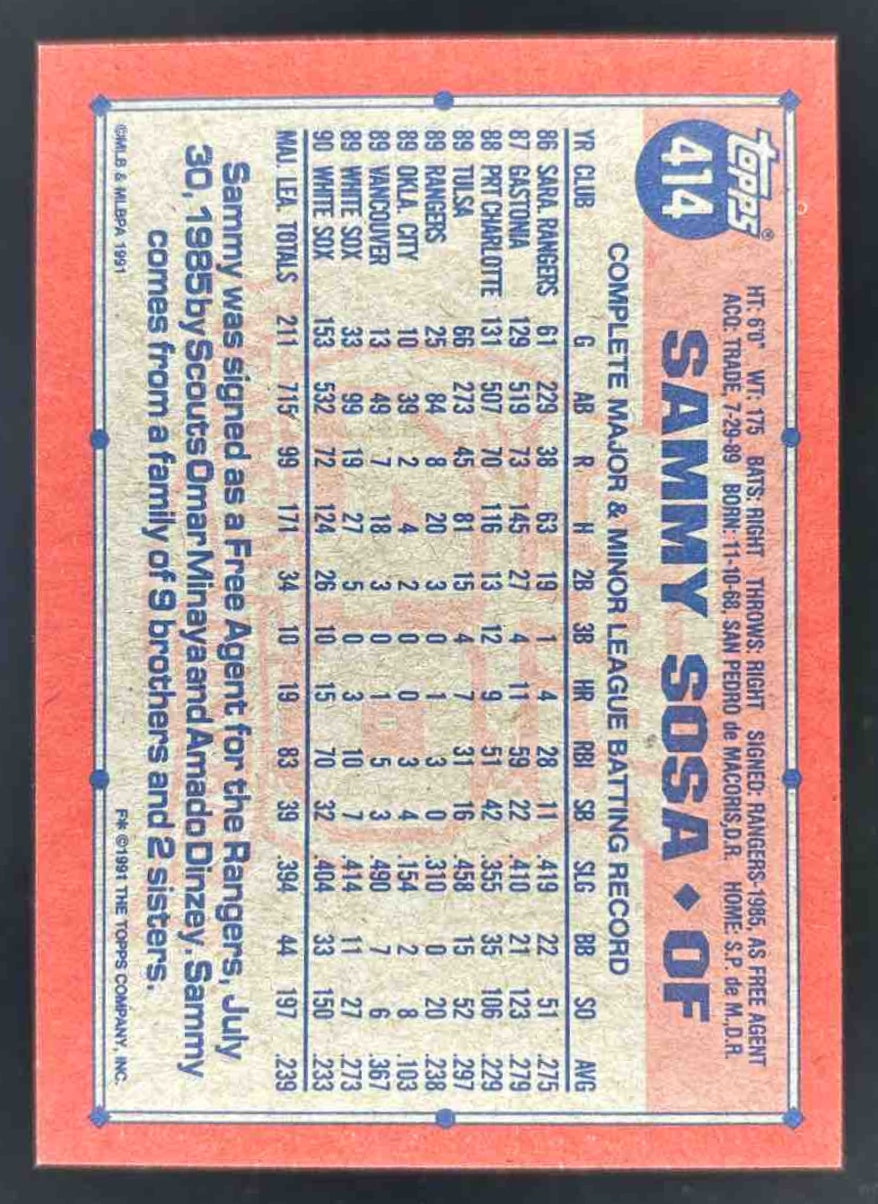 topps®
414
HT: 6'0" WT: 175 BATS: RIGHT THROWS: RIGHT SIGNED: RANGERS-1985, AS FREE AGENT
ACQ: TRADE, 7-29-89 BORN: 11-10-68, SAN PEDRO de MACORIS,D.R. HOME: S.P. de M.,D.R.
SAMMY SOSA ♦ OF
COMPLETE MAJOR & MINOR LEAGUE BATTING RECORD
YR CLUB G AB R H 2B 3B HR RBI SB SLG BB SO AVG
86 SARA. RANGERS 61 229 38 63 19 1 4 28 11 .419 22 51 .275
87 GASTONIA 129 519 73 145 27 4 11 59 22 .410 21 123 .279
88 PRT CHARLOTTE 131 507 70 116 13 12 9 51 42 .355 35 106 .229
89 TULSA 66 273 45 81 15 4 7 31 16 .458 15 52 .297
89 RANGERS 25 84 8 20 3 0 1 3 0 .310 0 20 .238
89 OKLA. CITY 10 39 2 4 2 0 0 3 4 .154 2 8 .103
89 VANCOUVER 13 49 7 18 3 0 1 5 3 .490 7 6 .367
89 WHITE SOX 33 99 19 27 5 0 3 10 7 .414 11 27 .273
90 WHITE SOX 153 532 72 124 26 10 15 70 32 .404 33 150 .233
MAJ. LEA. TOTALS 211 715 99 171 34 10 19 83 39 .394 44 197 .239
Sammy was signed as a Free Agent for the Rangers, July
30, 1985 by Scouts Omar Minaya and Amado Dinzey. Sammy
comes from a family of 9 brothers and 2 sisters.
©MLB & MLBPA 1991
F* ©1991 THE TOPPS COMPANY, INC.